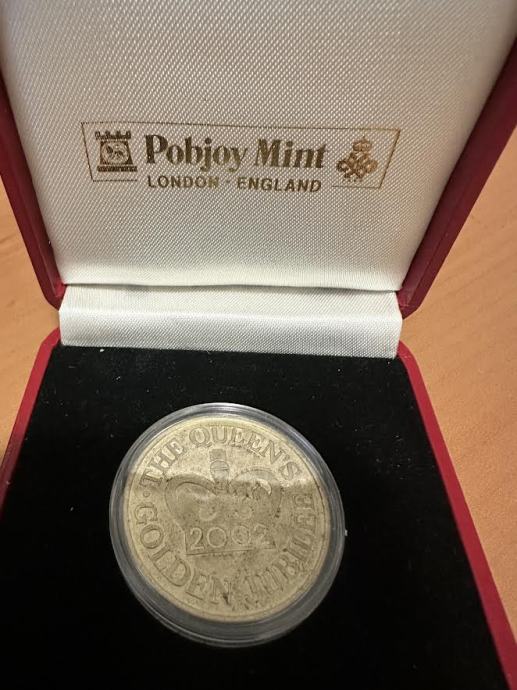 Pobjoy Mint
LONDON · ENGLAND
· THE QUEEN'S
2002
GOLDEN JUBILEE ·